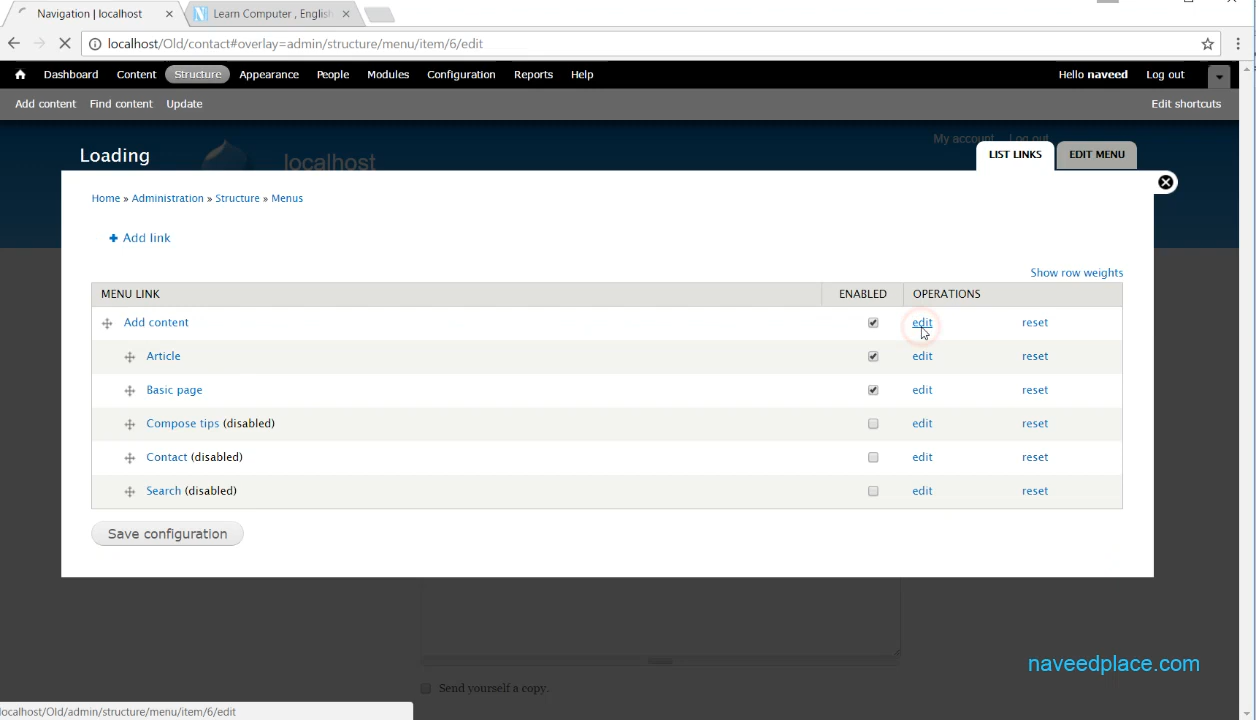 Navigation | localhost
Learn Computer , English
localhost/Old/contact#overlay=admin/structure/menu/item/6/edit
Dashboard Content Structure Appearance People Modules Configuration Reports Help Hello naveed Log out
Add content Find content Update Edit shortcuts
My account Log out
Loading localhost LIST LINKS EDIT MENU
Home » Administration » Structure » Menus
+ Add link
Show row weights
MENU LINK ENABLED OPERATIONS
Add content edit reset
Article edit reset
Basic page edit reset
Compose tips (disabled) edit reset
Contact (disabled) edit reset
Search (disabled) edit reset
Save configuration
naveedplace.com
Send yourself a copy.
localhost/Old/admin/structure/menu/item/6/edit